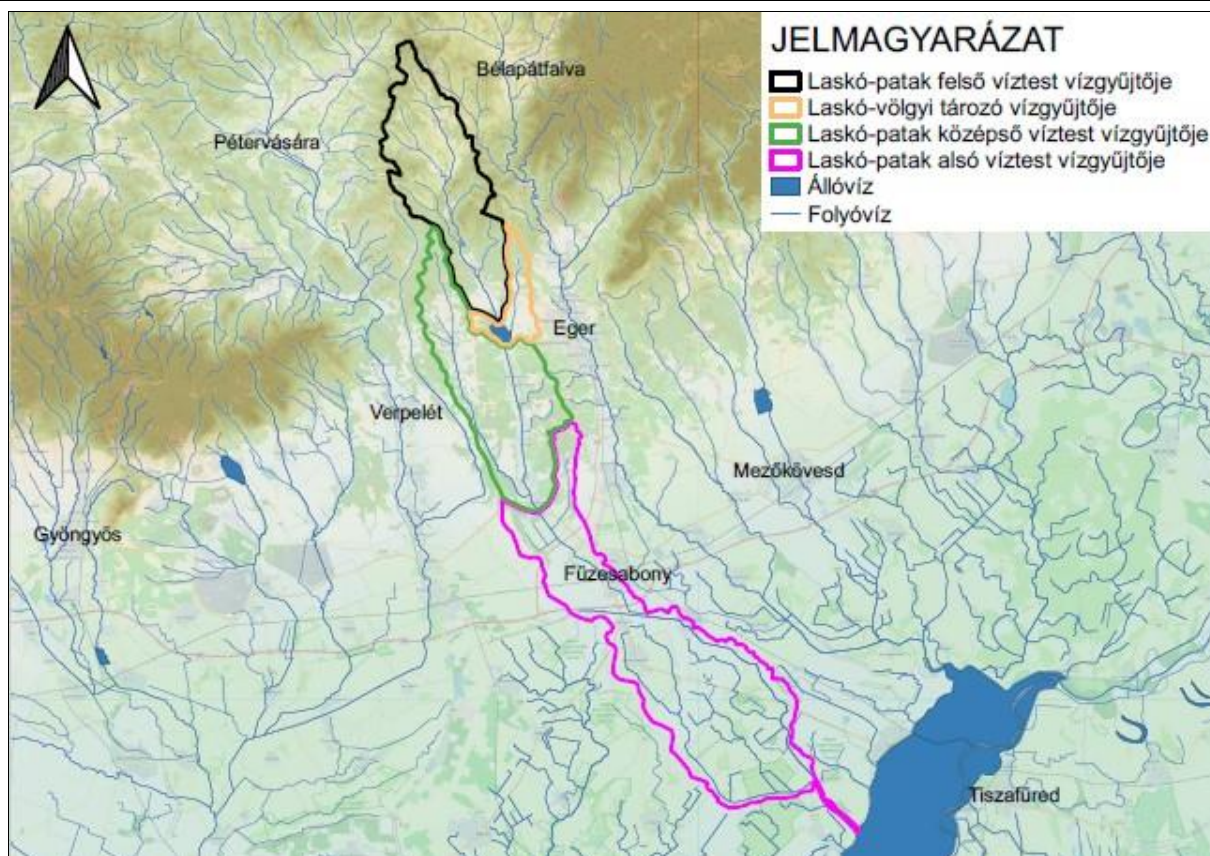 JELMAGYARÁZAT
Laskó-patak felső víztest vízgyűjtője
Laskó-völgyi tározó vízgyűjtője
Laskó-patak középső víztest vízgyűjtője
Laskó-patak alsó víztest vízgyűjtője
Állóvíz
Folyóvíz
Bélapátfalva
Pétervására
Eger
Verpelét
Mezőkövesd
Gyöngyös
Füzesabony
Tiszafüred